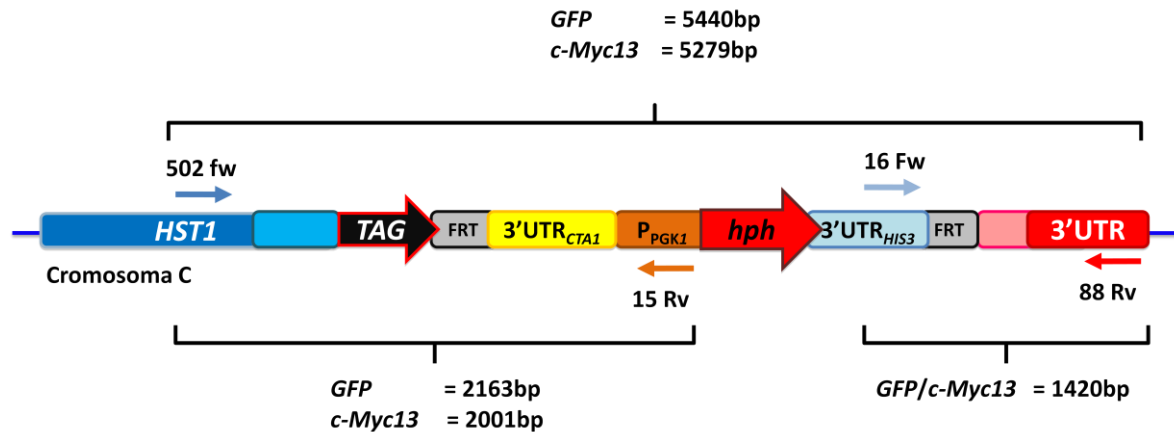 GFP = 5440bp
c-Myc13 = 5279bp
502 fw
16 Fw
HST1
TAG
FRT
3’UTRCTA1
PPGK1
hph
3’UTRHIS3
FRT
3’UTR
Cromosoma C
15 Rv
88 Rv
GFP = 2163bp
c-Myc13 = 2001bp
GFP/c-Myc13 = 1420bp